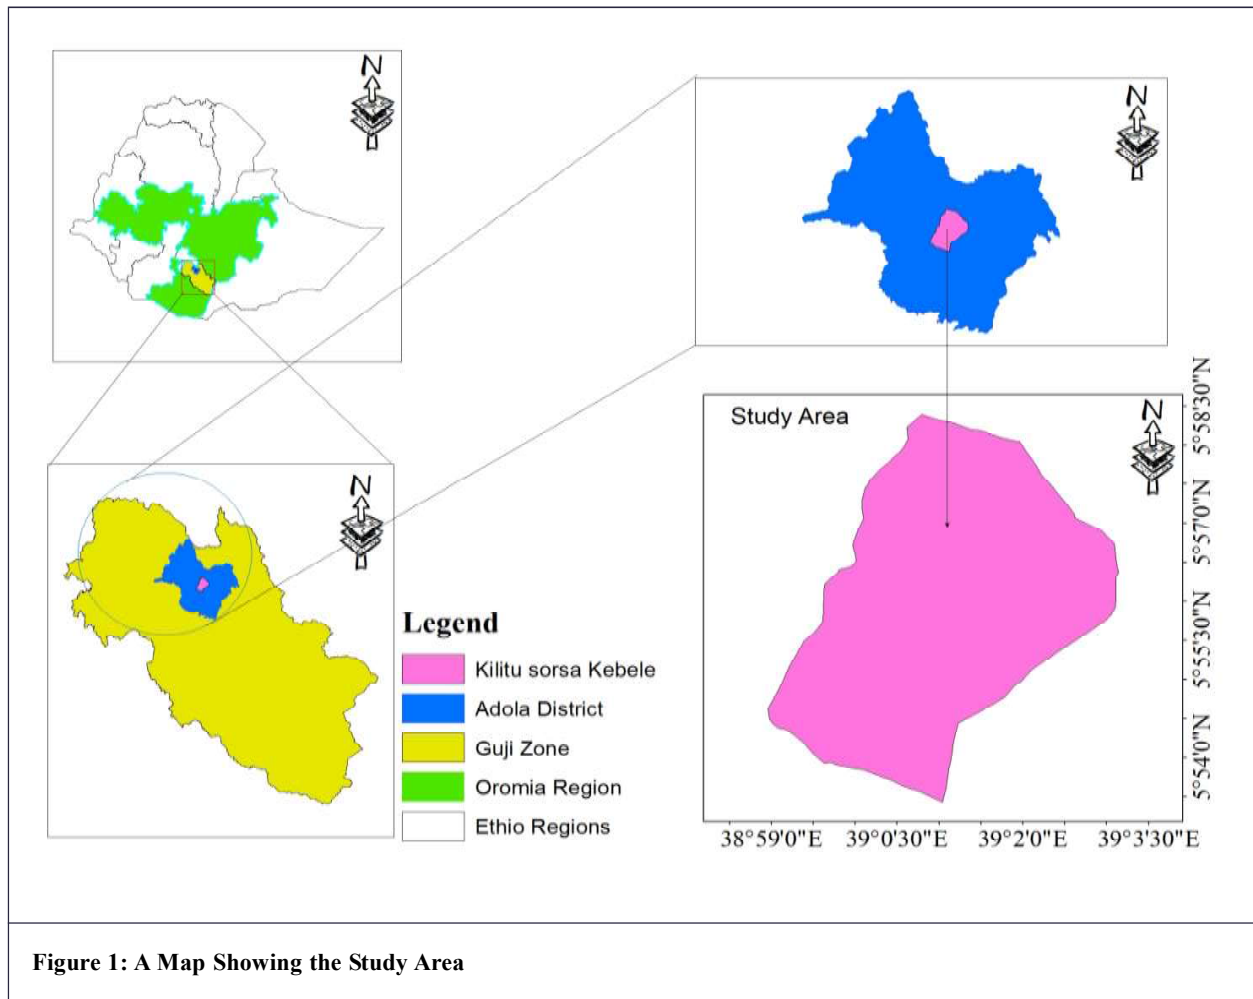 N
N
Study Area
N
5°58'30"N
5°57'0"N
5°55'30"N
5°54'0"N
38°59'0"E 39°0'30"E 39°2'0"E 39°3'30"E
N
Legend
Kilitu sorsa Kebele
Adola District
Guji Zone
Oromia Region
Ethio Regions
Figure 1: A Map Showing the Study Area